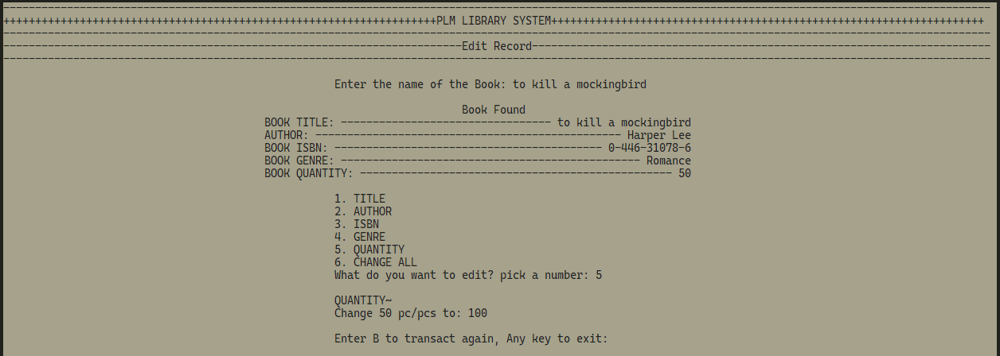 -----------------------------------------------------------------------------------------------------------------------------------------------------------
++++++++++++++++++++++++++++++++++++++++++++++++++++++++++++++++++++PLM LIBRARY SYSTEM++++++++++++++++++++++++++++++++++++++++++++++++++++++++++++++++++++
-----------------------------------------------------------------------------------------------------------------------------------------------------------
------------------------------------------------------------------------Edit Record------------------------------------------------------------------------
-----------------------------------------------------------------------------------------------------------------------------------------------------------
Enter the name of the Book: to kill a mockingbird
Book Found
BOOK TITLE: --------------------------------- to kill a mockingbird
AUTHOR: ------------------------------------------------ Harper Lee
BOOK ISBN: ------------------------------------------ 0-446-31078-6
BOOK GENRE: ----------------------------------------------- Romance
BOOK QUANTITY: ------------------------------------------------- 50
1. TITLE
2. AUTHOR
3. ISBN
4. GENRE
5. QUANTITY
6. CHANGE ALL
What do you want to edit? pick a number: 5
QUANTITY~
Change 50 pc/pcs to: 100
Enter B to transact again, Any key to exit: